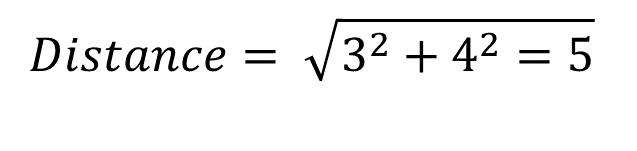 Distance = √3² + 4² = 5